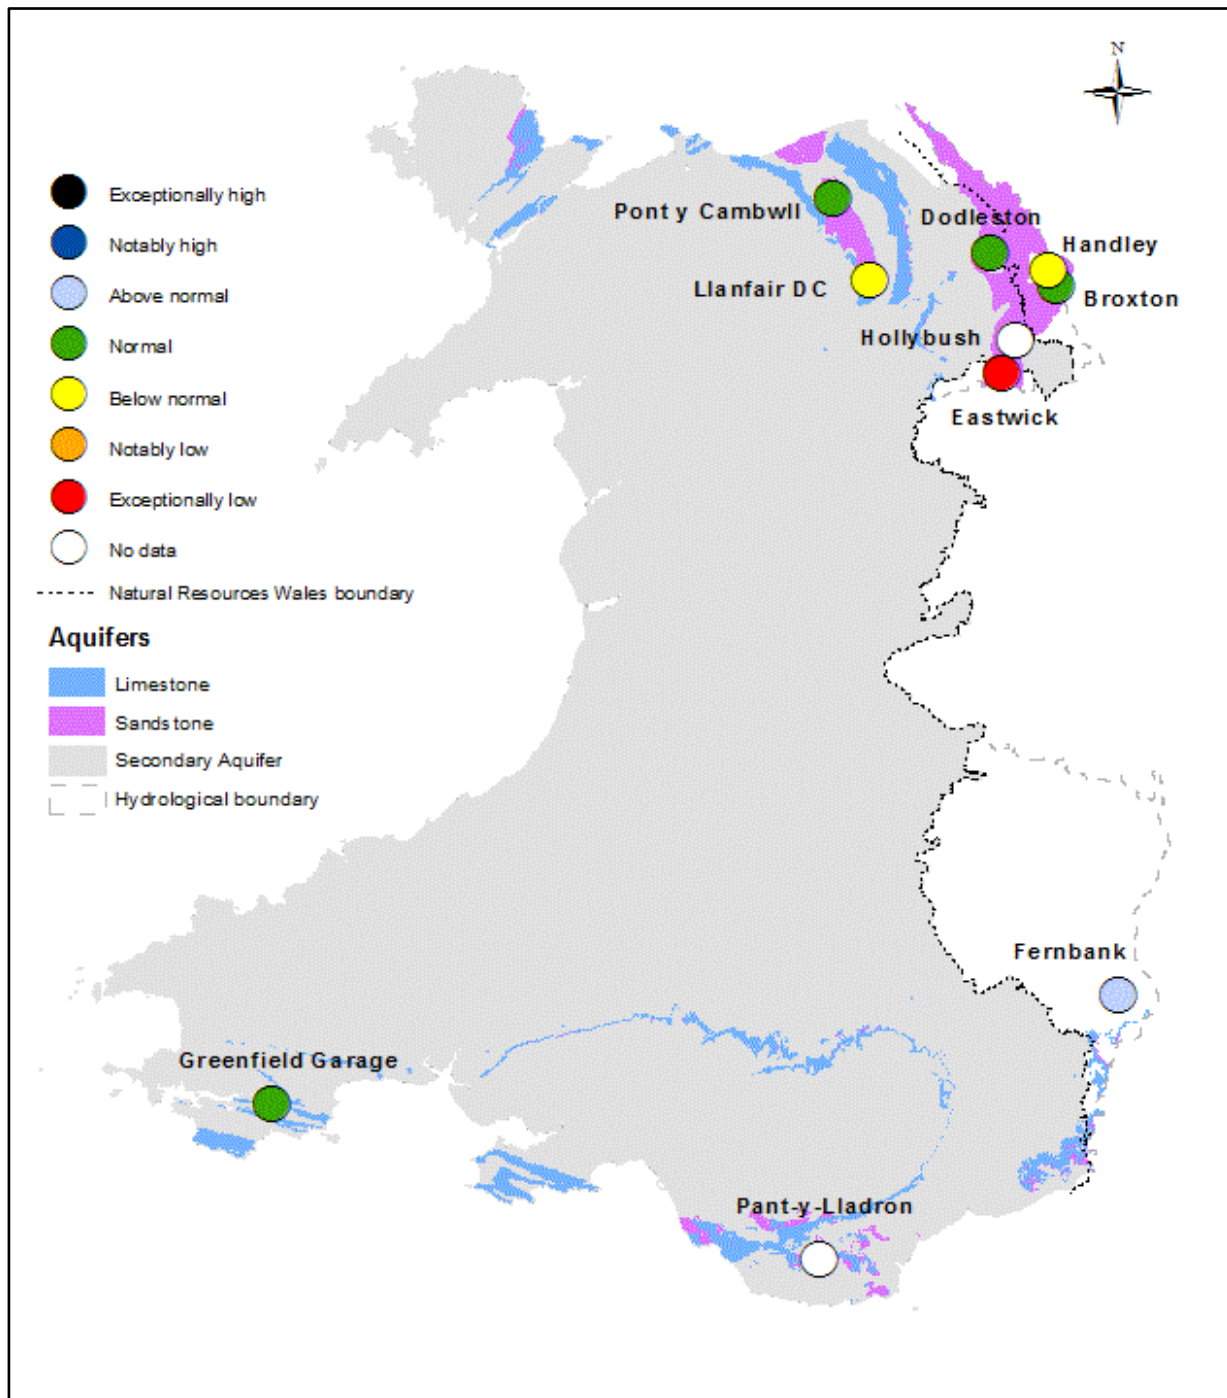 N
Exceptionally high
Notably high
Above normal
Normal
Below normal
Notably low
Exceptionally low
No data
Natural Resources Wales boundary
Aquifers
Limestone
Sandstone
Secondary Aquifer
Hydrological boundary
Pont y Cambwll
Dodleston
Handley
Llanfair DC
Broxton
Hollybush
Eastwick
Fernbank
Greenfield Garage
Pant-y-Lladron